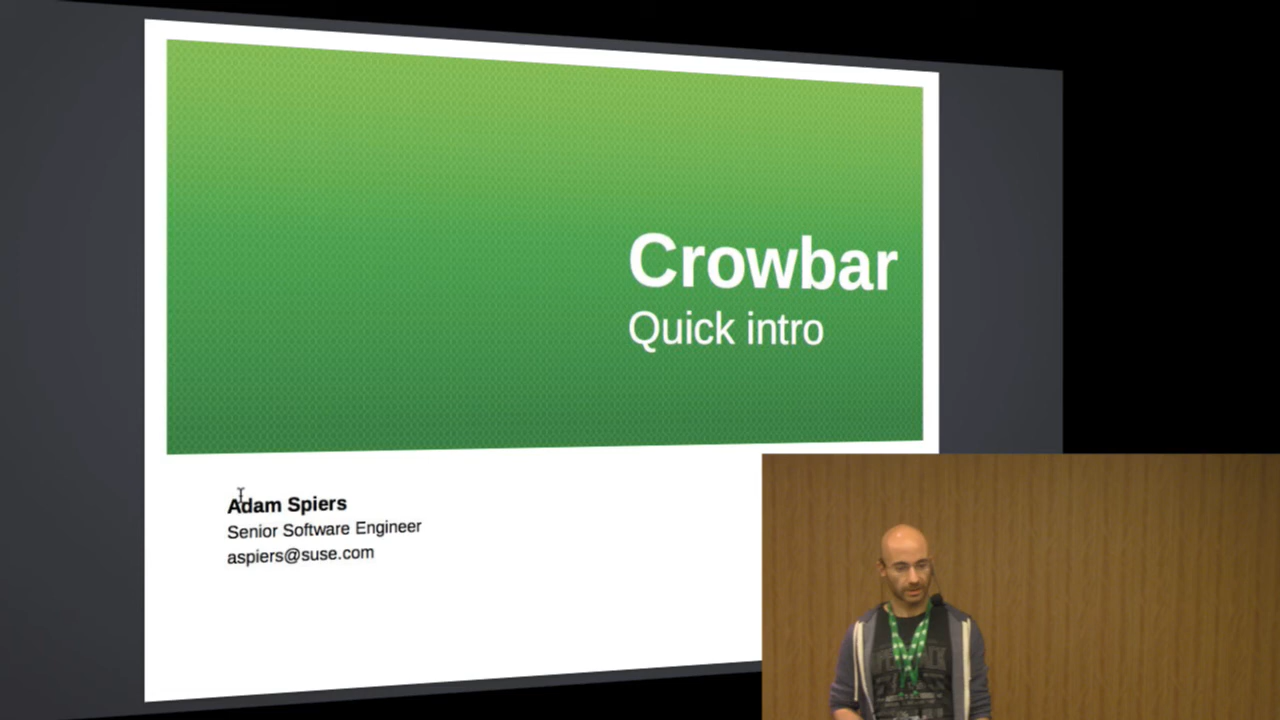 Crowbar
Quick intro
Adam Spiers
Senior Software Engineer
aspiers@suse.com